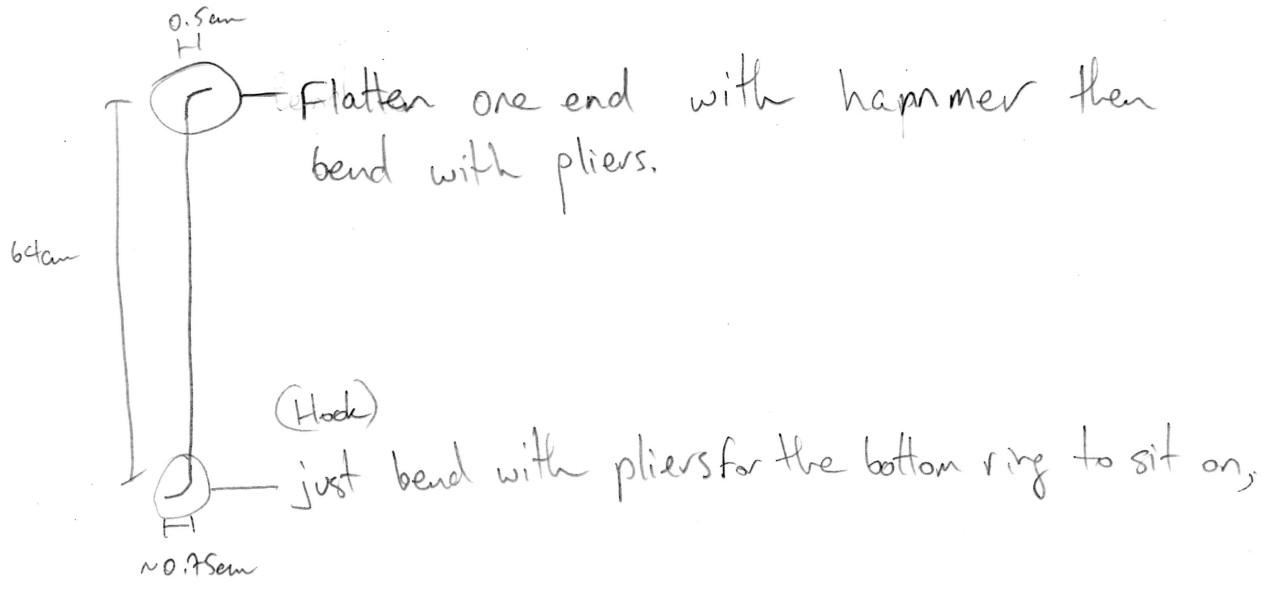 0.5cm
Flatten one end with hammer then
bend with pliers.
64cm
(Hook)
just bend with pliers for the bottom ring to sit on,
~0.75cm